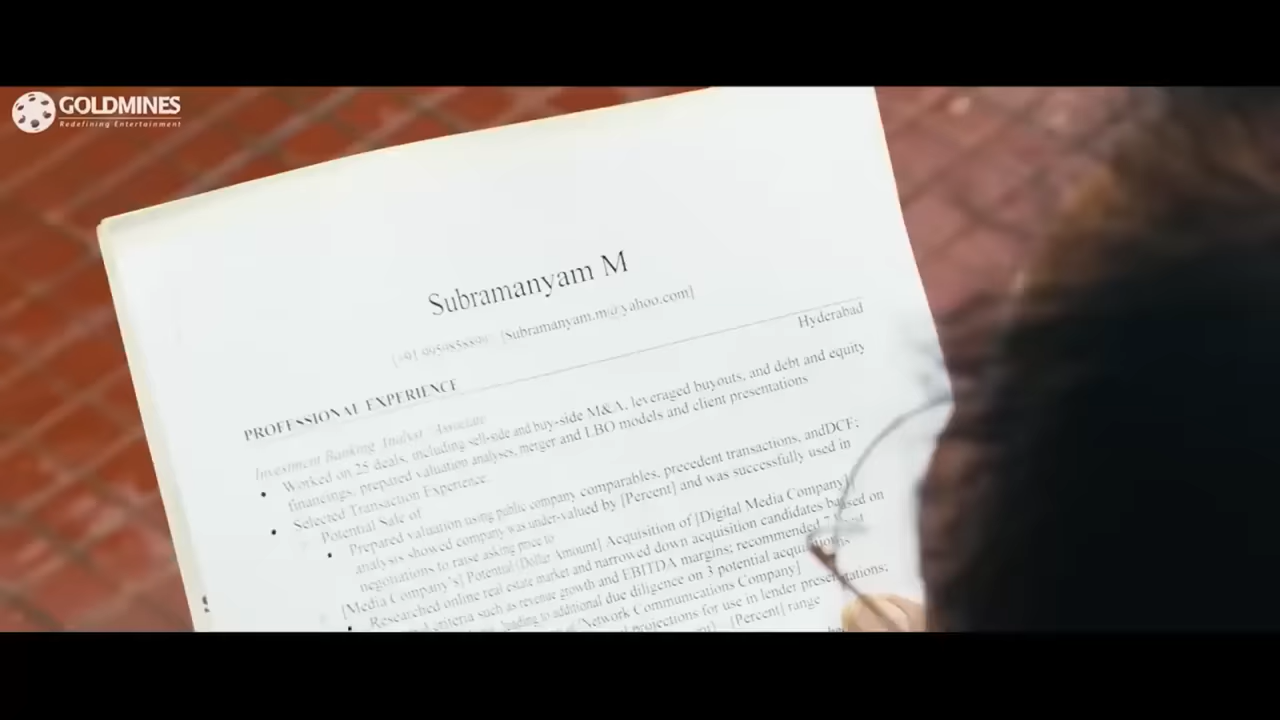 GOLDMINES
Redefining Entertainment
Subramanyam M
[Subramanyam.m@yahoo.com]
Hyderabad
PROFESSIONAL EXPERIENCE
Investment Banking Analyst Associate
Worked on 25 deals, including sell-side and buy-side M&A, leveraged buyouts, and debt and equity
financings, prepared valuation analyses, merger and LBO models and client presentations
Selected Transaction Experience:
Potential Sale of
Prepared valuation using public company comparables, precedent transactions, andDCF;
analysis showed company was under-valued by [Percent] and was successfully used in
negotiations to raise asking price to
[Media Company's] Potential (Dollar Amount] Acquisition of [Digital Media Company]
Researched online real estate market and narrowed down acquisition candidates based on
criteria such as revenue growth and EBITDA margins; recommended
leading to additional due diligence on 3 potential acquisitions
[Network Communications Company]
projections for use in lender presentations;
[Percent] range